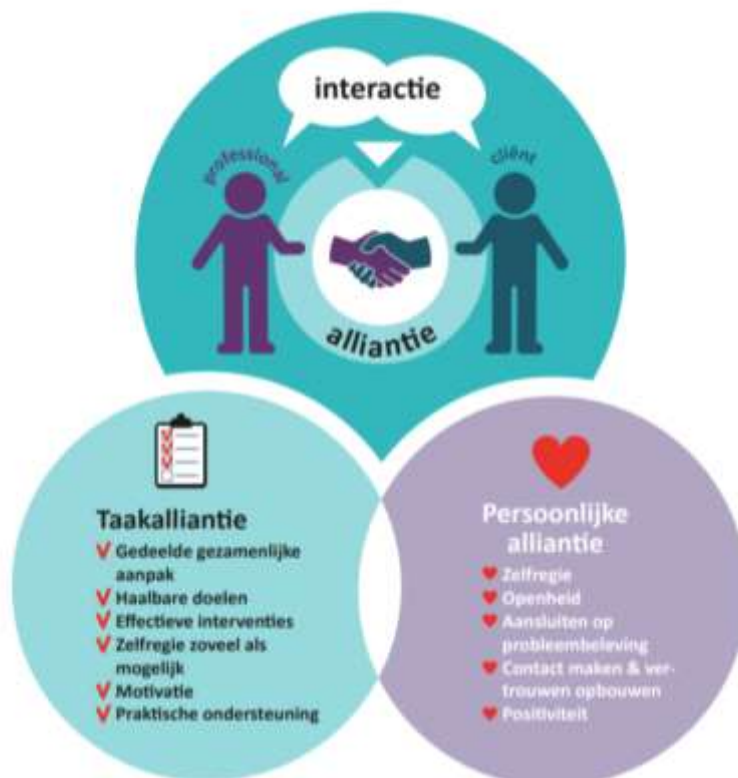 interactie
professional
cliënt
alliantie
Taakalliantie
Gedeelde gezamenlijke
aanpak
Haalbare doelen
Effectieve interventies
Zelfregie zoveel als
mogelijk
Motivatie
Praktische ondersteuning
Persoonlijke
alliantie
Zelfregie
Openheid
Aansluiten op
probleembeleving
Contact maken & ver-
trouwen opbouwen
Positiviteit